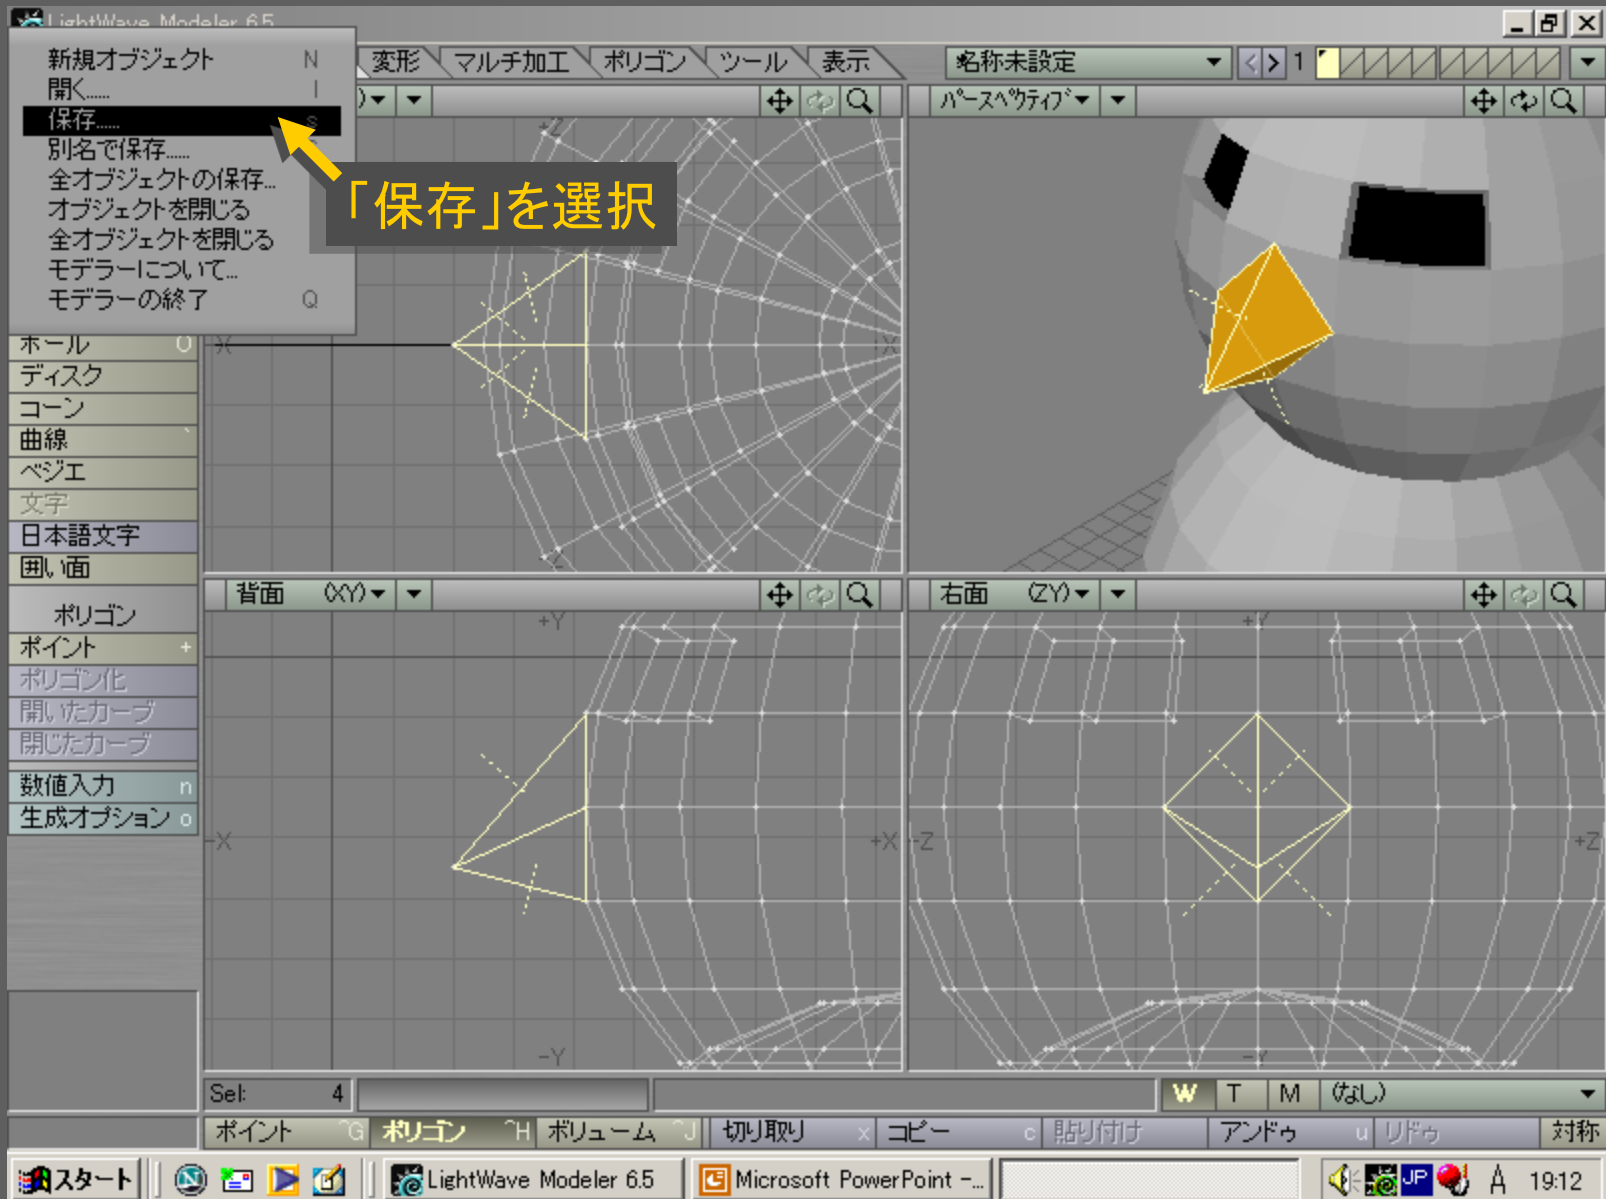 LightWave Modeler 6.5
新規オブジェクト N
開く...... l
保存...... s
別名で保存......
全オブジェクトの保存...
オブジェクトを閉じる
全オブジェクトを閉じる
モデラーについて...
モデラーの終了 Q
「保存」を選択
変形 マルチ加工 ポリゴン ツール 表示
名称未設定 1
パースペクティブ
ボール O
ディスク
コーン
曲線 `
ベジエ
文字
日本語文字
囲い面
ポリゴン
ポイント +
ポリゴン化
開いたカーブ
閉じたカーブ
数値入力 n
生成オプション o
+Z
-X +X
-Z
背面 (XY)
+Y
-X +X
-Y
右面 (ZY)
+Y
-Z +Z
-Y
Sel: 4
W T M (なし)
ポイント ^G ポリゴン ^H ボリューム ^J 切り取り x コピー c 貼り付け v アンドゥ u リドゥ 対称
スタート LightWave Modeler 6.5 Microsoft PowerPoint -... JP A 19:12